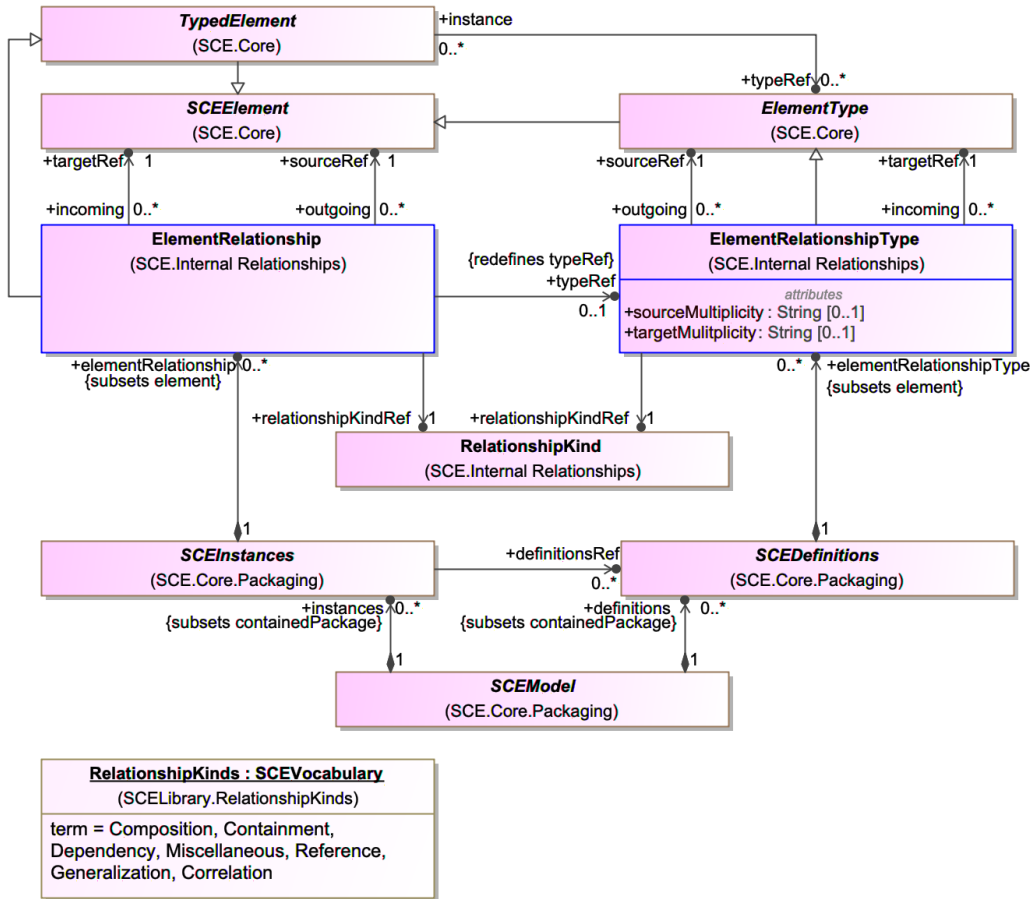 TypedElement
(SCE.Core)
+instance
0..*
+typeRef 0..*
SCEElement
(SCE.Core)
ElementType
(SCE.Core)
+targetRef 1
+sourceRef 1
+sourceRef 1
+targetRef 1
+incoming 0..*
+outgoing 0..*
+outgoing 0..*
+incoming 0..*
ElementRelationship
(SCE.Internal Relationships)
{redefines typeRef}
+typeRef
0..1
ElementRelationshipType
(SCE.Internal Relationships)
attributes
+sourceMultiplicity : String [0..1]
+targetMulitplicity : String [0..1]
+elementRelationship 0..*
{subsets element}
0..* +elementRelationshipType
{subsets element}
+relationshipKindRef 1
+relationshipKindRef 1
RelationshipKind
(SCE.Internal Relationships)
1
1
SCEInstances
(SCE.Core.Packaging)
+definitionsRef
0..*
SCEDefinitions
(SCE.Core.Packaging)
+instances 0..*
{subsets containedPackage}
+definitions 0..*
{subsets containedPackage}
1
1
SCEModel
(SCE.Core.Packaging)
RelationshipKinds : SCEVocabulary
(SCELibrary.RelationshipKinds)
term = Composition, Containment,
Dependency, Miscellaneous, Reference,
Generalization, Correlation